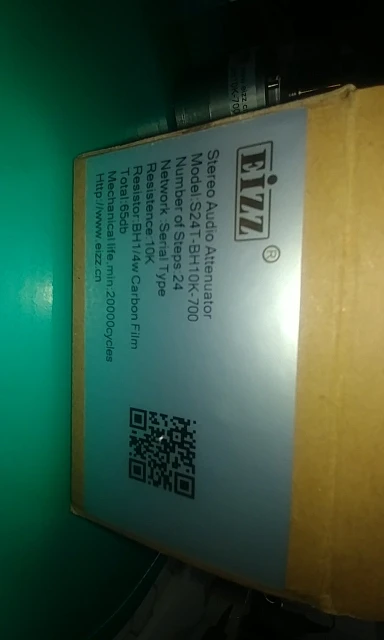 EIZZ®
Stereo Audio Attenuator
Model:S24T-BH10K-700
Number of Steps:24
Network :Serial Type
Resistence:10K
Resistor:BH1/4w Carbon Film
Total:65db
Mechanical life,min:20000cycles
Http://www.eizz.cn